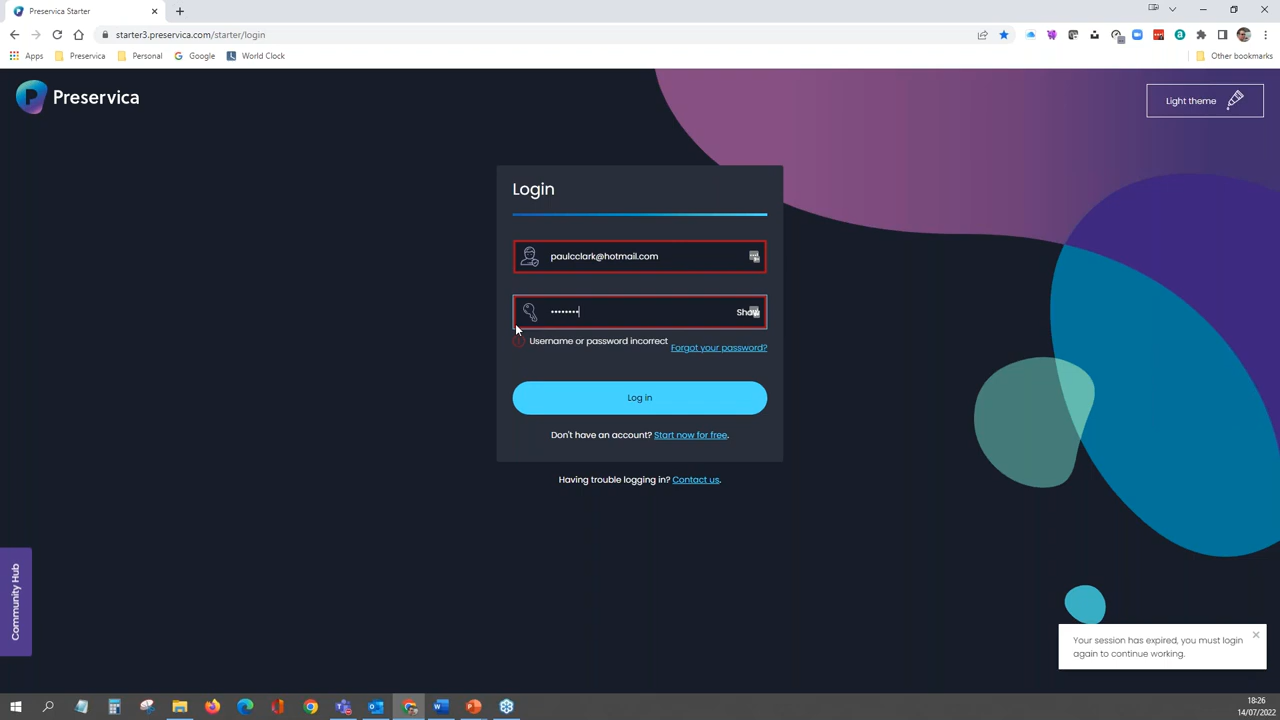 Preservica Starter
starter3.preservica.com/starter/login
Apps
Preservica
Personal
Google
World Clock
Other bookmarks
Preservica
Light theme
Login
paulcclark@hotmail.com
••••••••
Show
Username or password incorrect
Forgot your password?
Log in
Don't have an account? Start now for free.
Having trouble logging in? Contact us.
Community Hub
Your session has expired, you must login
again to continue working.
18:26
14/07/2022